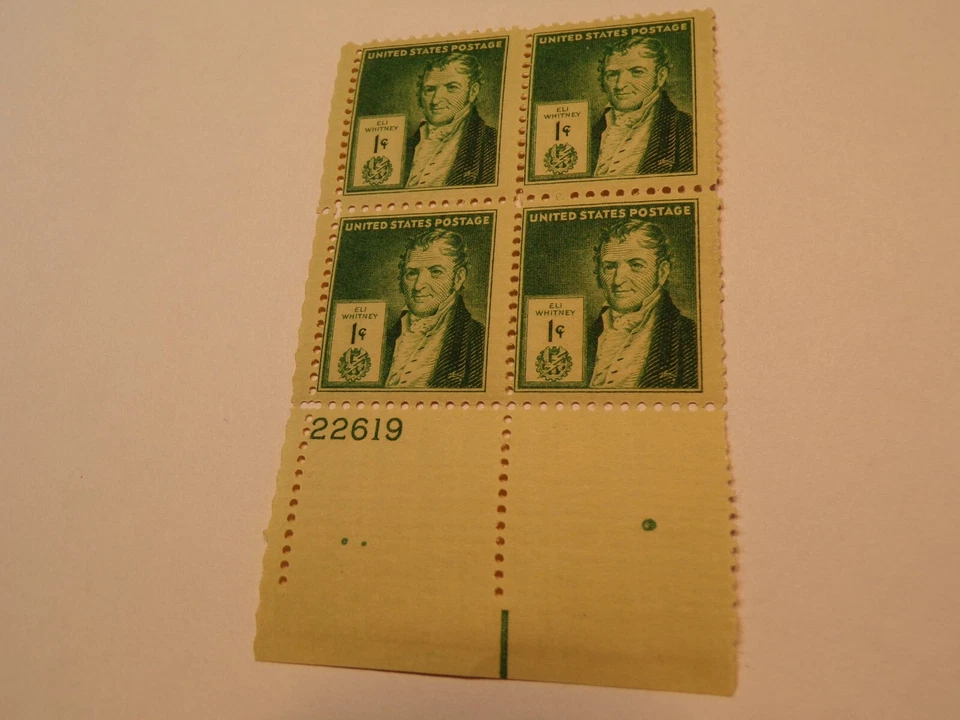 UNITED STATES POSTAGE
ELI
WHITNEY
1¢
UNITED STATES POSTAGE
ELI
WHITNEY
1¢
UNITED STATES POSTAGE
ELI
WHITNEY
1¢
UNITED STATES POSTAGE
ELI
WHITNEY
1¢
22619